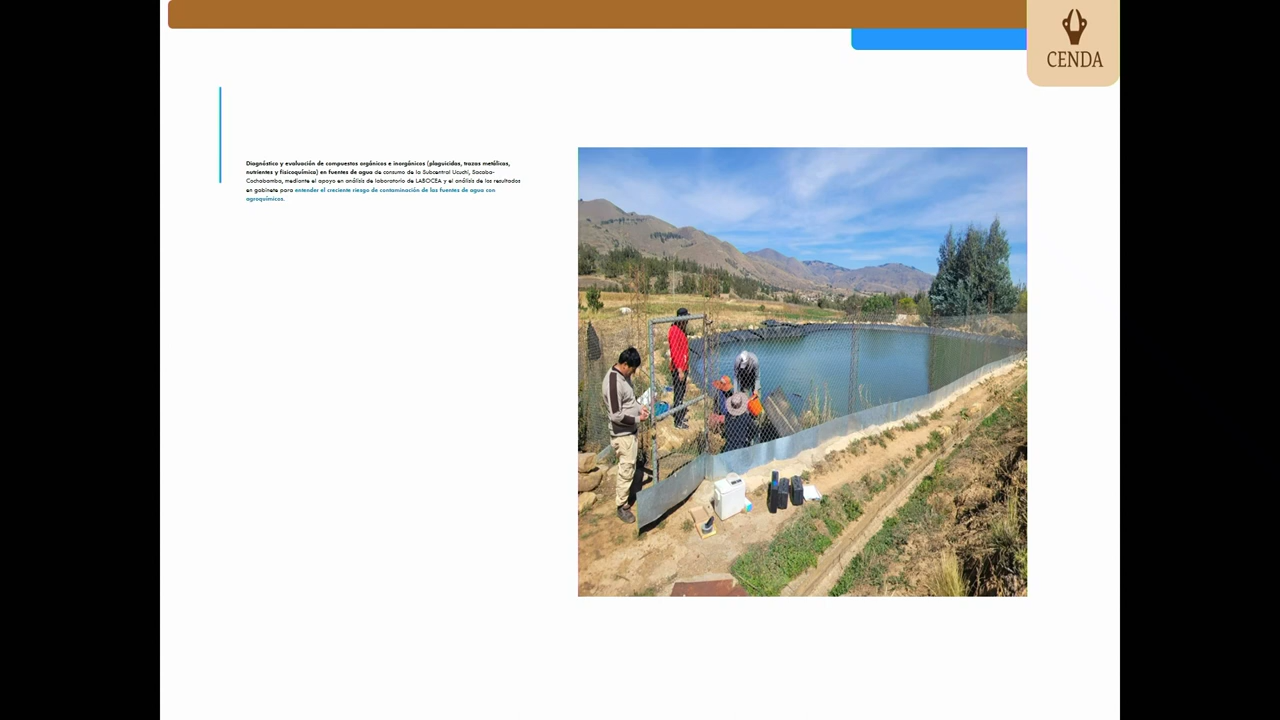 CENDA
Diagnóstico y evaluación de compuestos orgánicos e inorgánicos (plaguicidas, trazas metálicas,
nutrientes y fisicoquímica) en fuentes de agua de consumo de la Subcentral Ucuchi, Sacaba-
Cochabamba, mediante el apoyo en análisis de laboratorio de LABOCEA y el análisis de los resultados
en gabinete para entender el creciente riesgo de contaminación de las fuentes de agua con
agroquímicos.